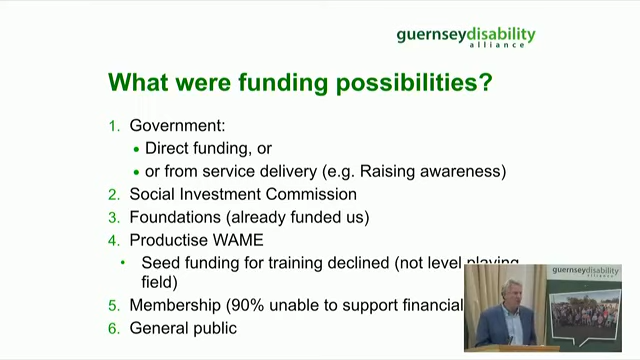 guernseydisability
alliance
What were funding possibilities?
1. Government:
• Direct funding, or
• or from service delivery (e.g. Raising awareness)
2. Social Investment Commission
3. Foundations (already funded us)
4. Productise WAME
• Seed funding for training declined (not level playing
field)
5. Membership (90% unable to support financial
6. General public
guernseydisability
alliance